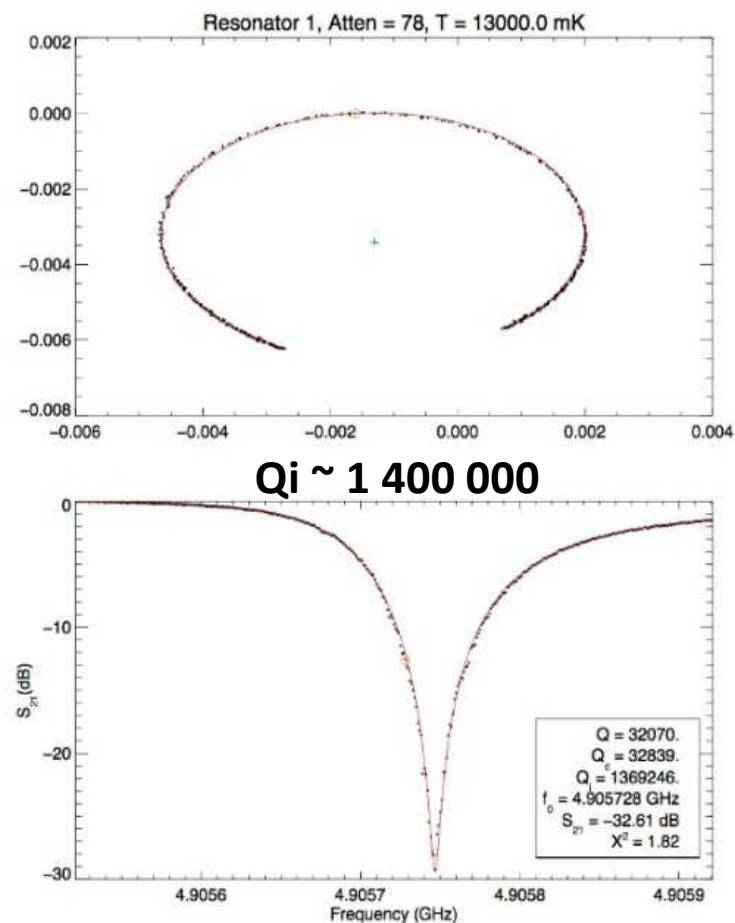 Resonator 1, Atten = 78, T = 13000.0 mK
0.002
0.000
−0.002
−0.004
−0.006
−0.008
−0.006 −0.004 −0.002 0.000 0.002 0.004
Qi ~ 1 400 000
0
−10
−20
−30
S21(dB)
Q = 32070.
Qc = 32839.
Qi = 1369246.
f0 = 4.905728 GHz
S21 = −32.61 dB
X² = 1.82
4.9056 4.9057 4.9058 4.9059
Frequency (GHz)